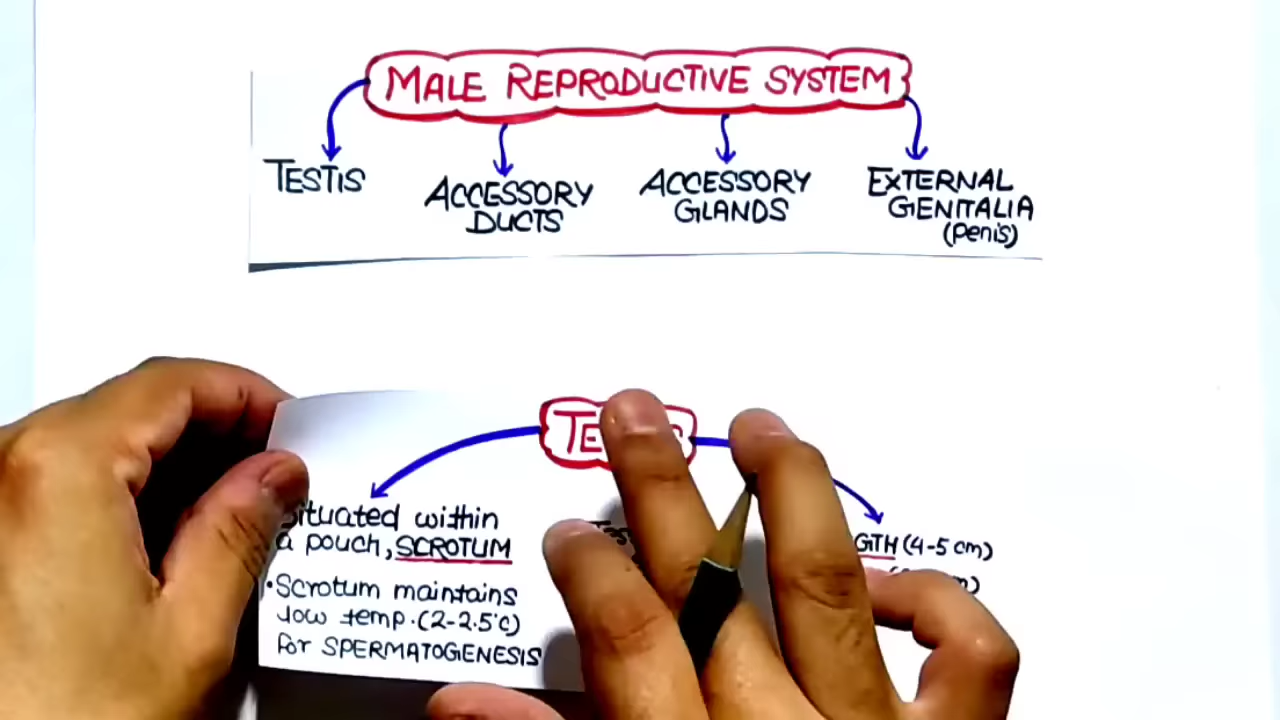 MALE REPRODUCTIVE SYSTEM
TESTIS
ACCESSORY
DUCTS
ACCESSORY
GLANDS
EXTERNAL
GENITALIA
(Penis)
Situated within
a pouch, SCROTUM
• Scrotum maintains
low temp. (2-2.5°C)
for SPERMATOGENESIS
(4-5 cm)